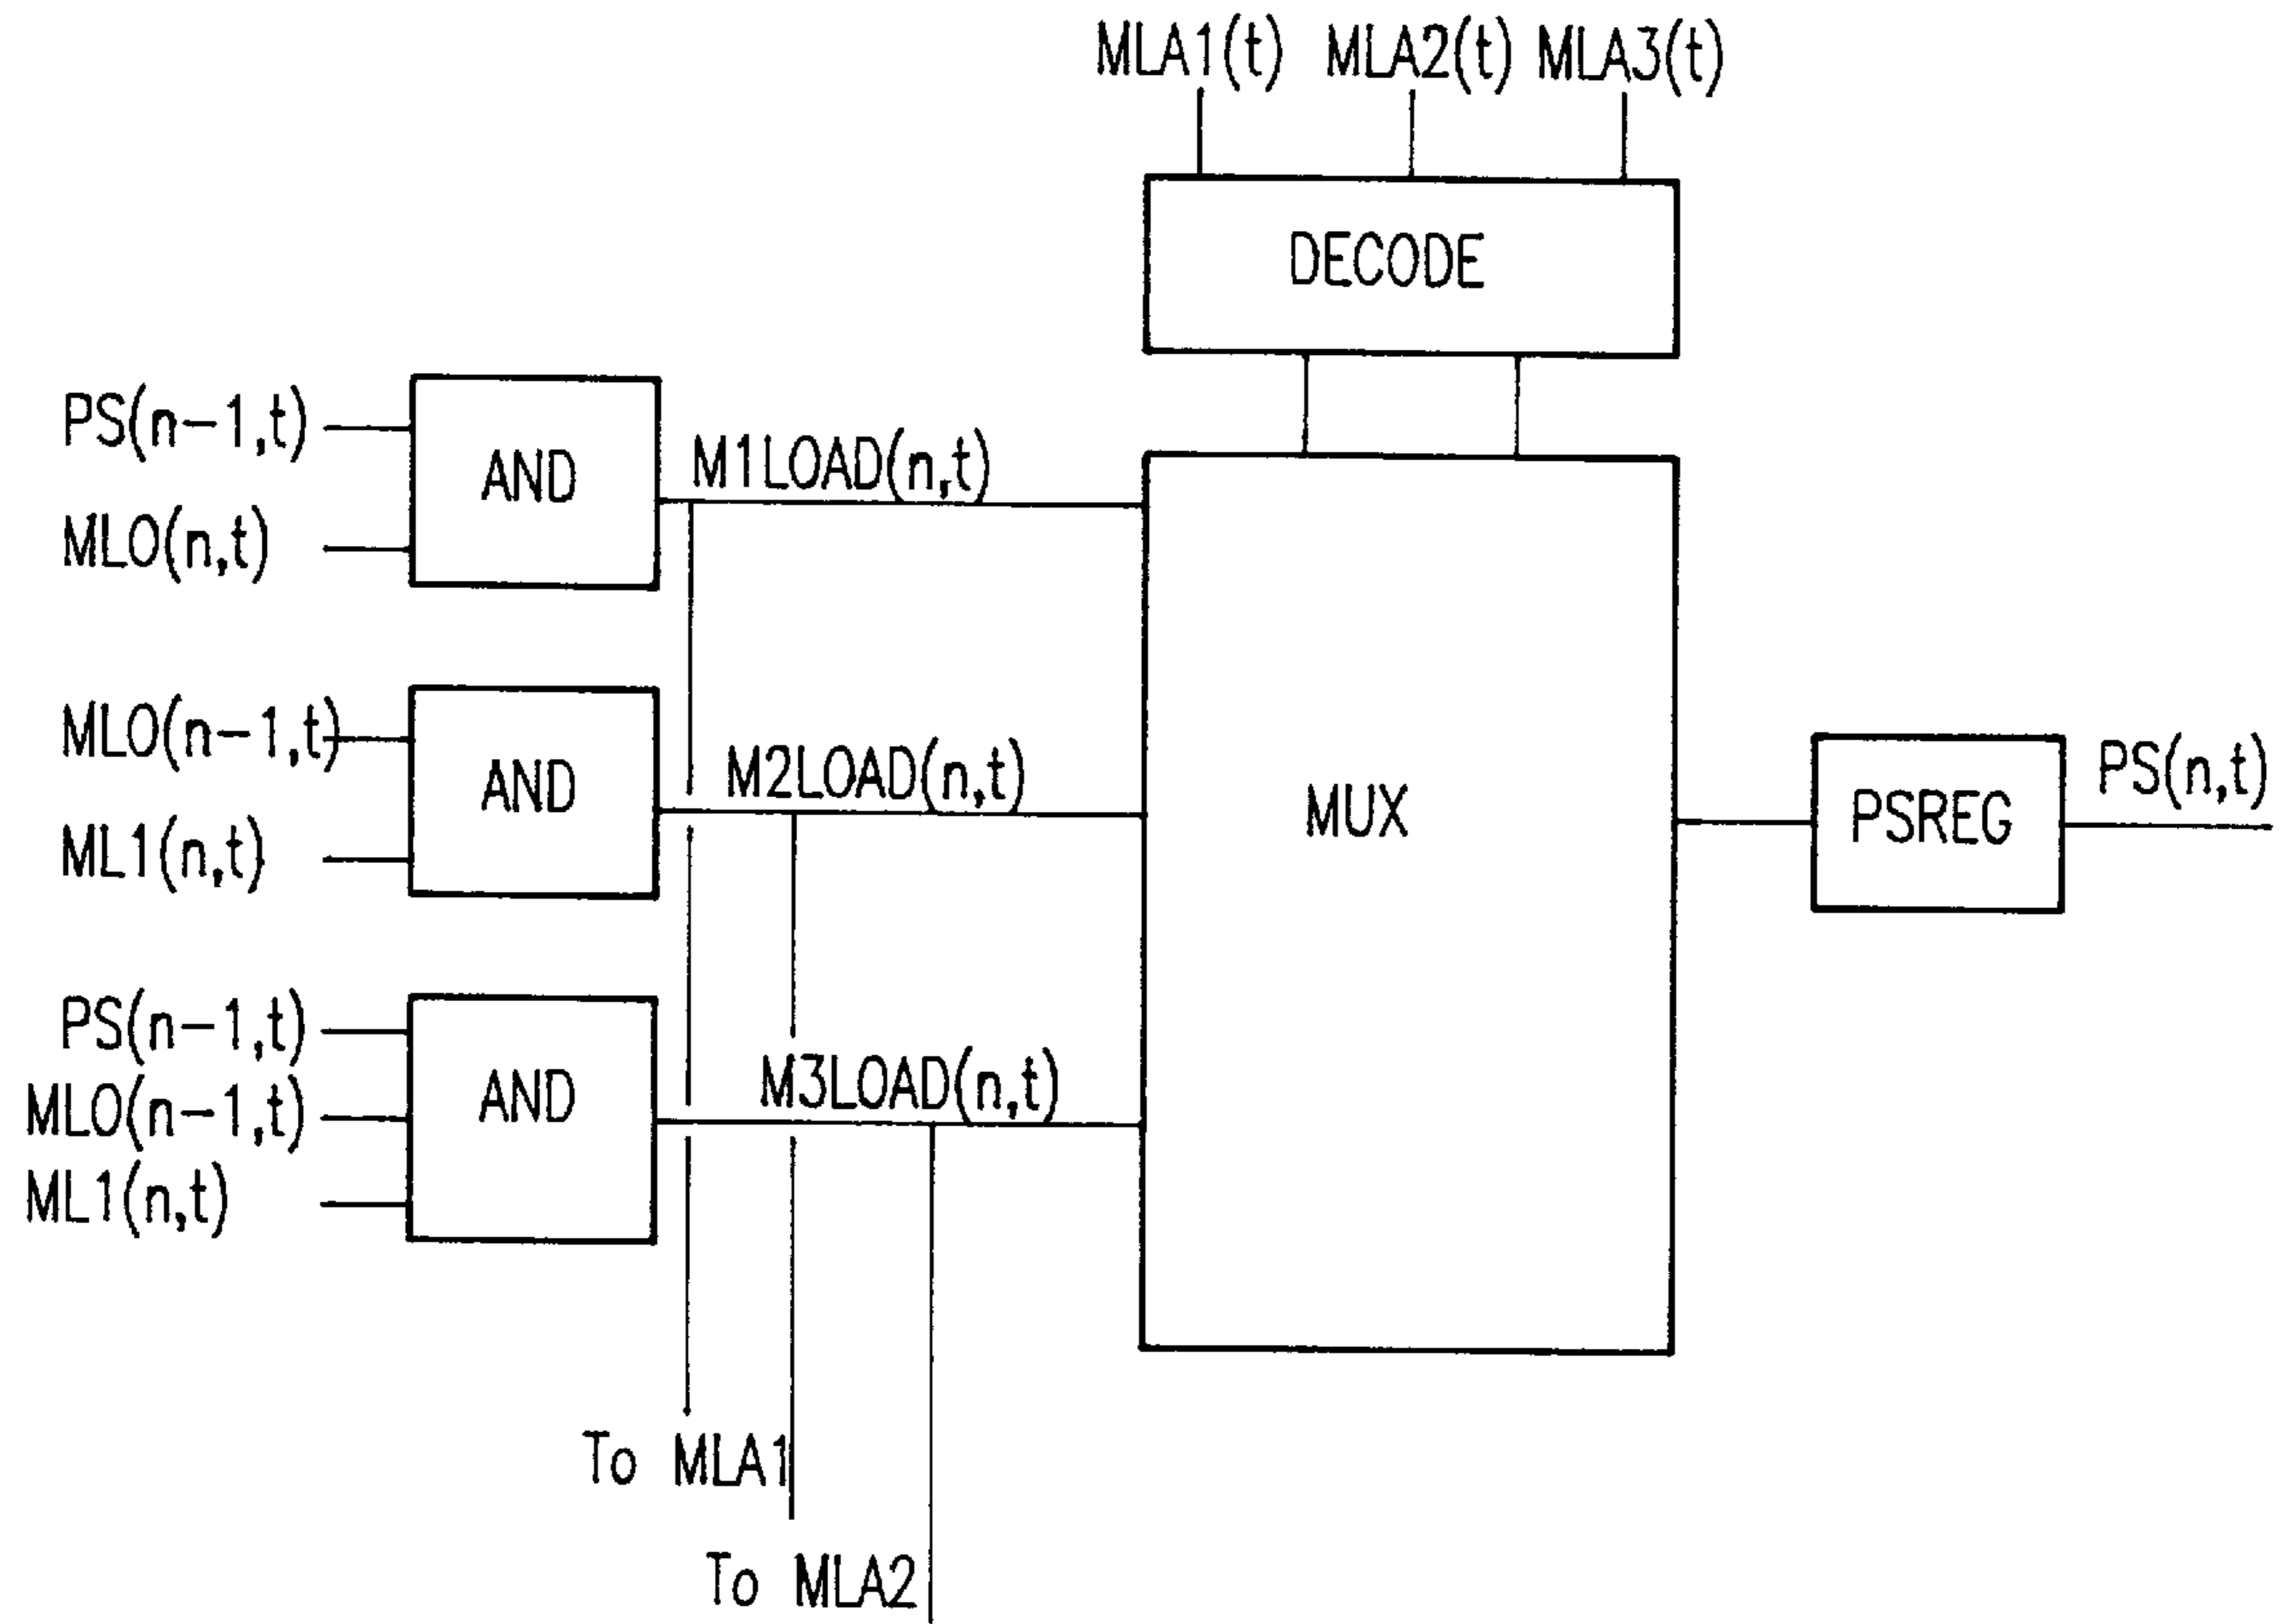 MLA1(t) MLA2(t) MLA3(t)
DECODE
PS(n-1,t)
MLO(n,t)
AND
M1LOAD(n,t)
MLO(n-1,t)
ML1(n,t)
AND
M2LOAD(n,t)
MUX
PSREG
PS(n,t)
PS(n-1,t)
MLO(n-1,t)
ML1(n,t)
AND
M3LOAD(n,t)
To MLA1
To MLA2